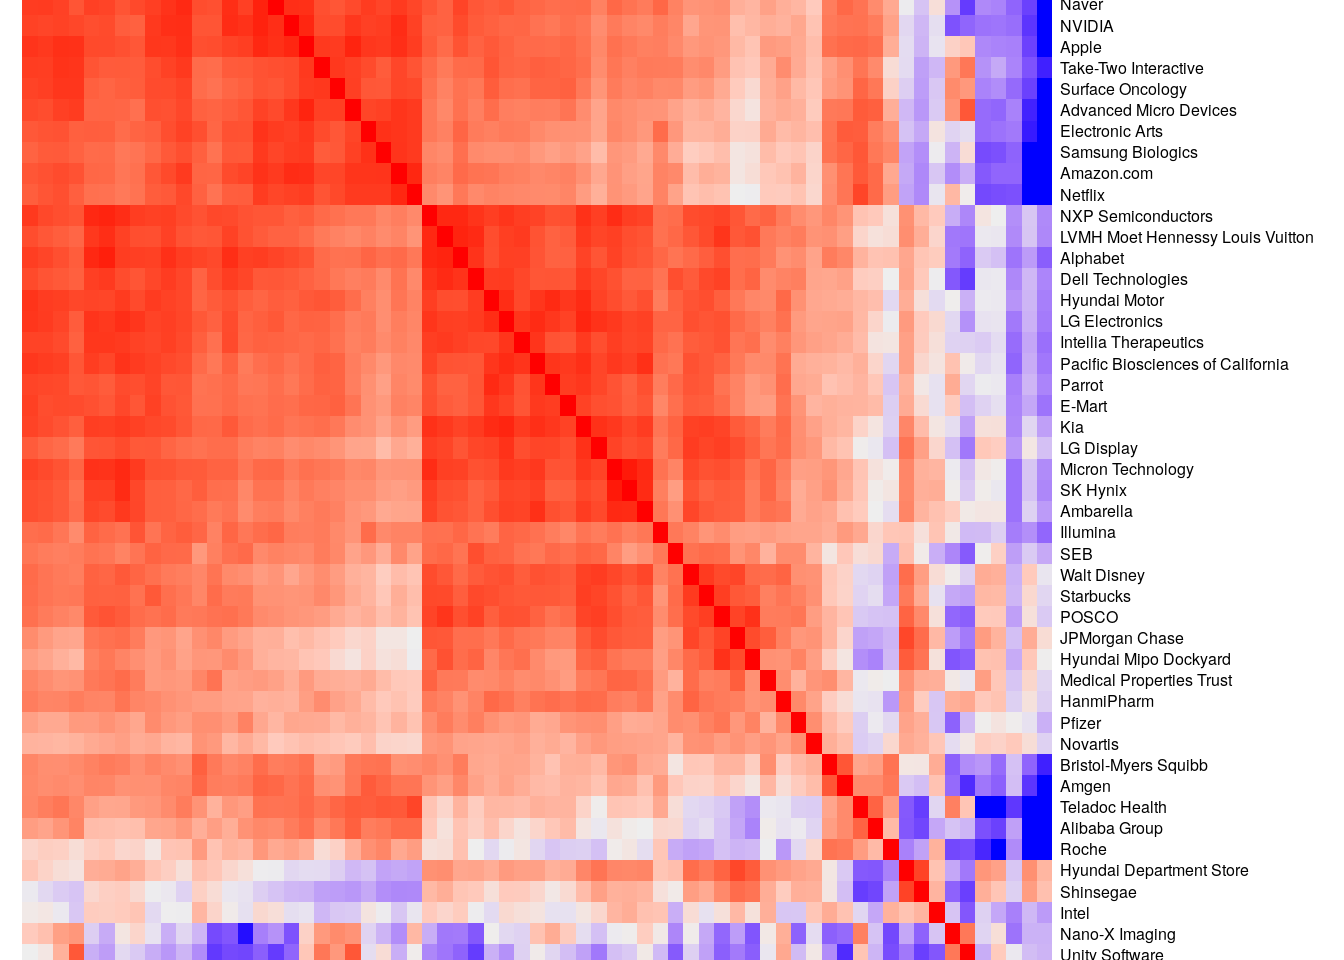 Naver
NVIDIA
Apple
Take-Two Interactive
Surface Oncology
Advanced Micro Devices
Electronic Arts
Samsung Biologics
Amazon.com
Netflix
NXP Semiconductors
LVMH Moet Hennessy Louis Vuitton
Alphabet
Dell Technologies
Hyundai Motor
LG Electronics
Intellia Therapeutics
Pacific Biosciences of California
Parrot
E-Mart
Kia
LG Display
Micron Technology
SK Hynix
Ambarella
Illumina
SEB
Walt Disney
Starbucks
POSCO
JPMorgan Chase
Hyundai Mipo Dockyard
Medical Properties Trust
HanmiPharm
Pfizer
Novartis
Bristol-Myers Squibb
Amgen
Teladoc Health
Alibaba Group
Roche
Hyundai Department Store
Shinsegae
Intel
Nano-X Imaging
Unity Software